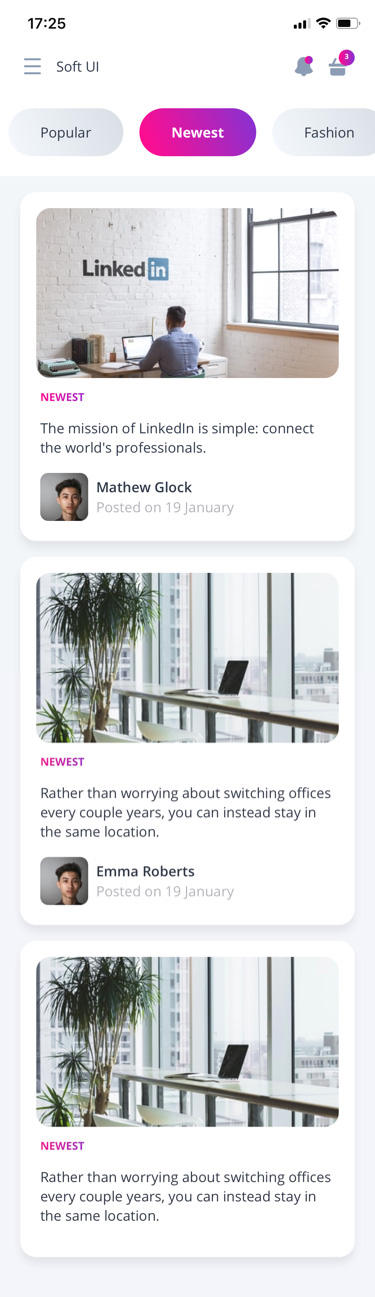 17:25
Soft UI
3
Popular
Newest
Fashion
Linked in
NEWEST
The mission of LinkedIn is simple: connect
the world's professionals.
Mathew Glock
Posted on 19 January
NEWEST
Rather than worrying about switching offices
every couple years, you can instead stay in
the same location.
Emma Roberts
Posted on 19 January
NEWEST
Rather than worrying about switching offices
every couple years, you can instead stay in
the same location.